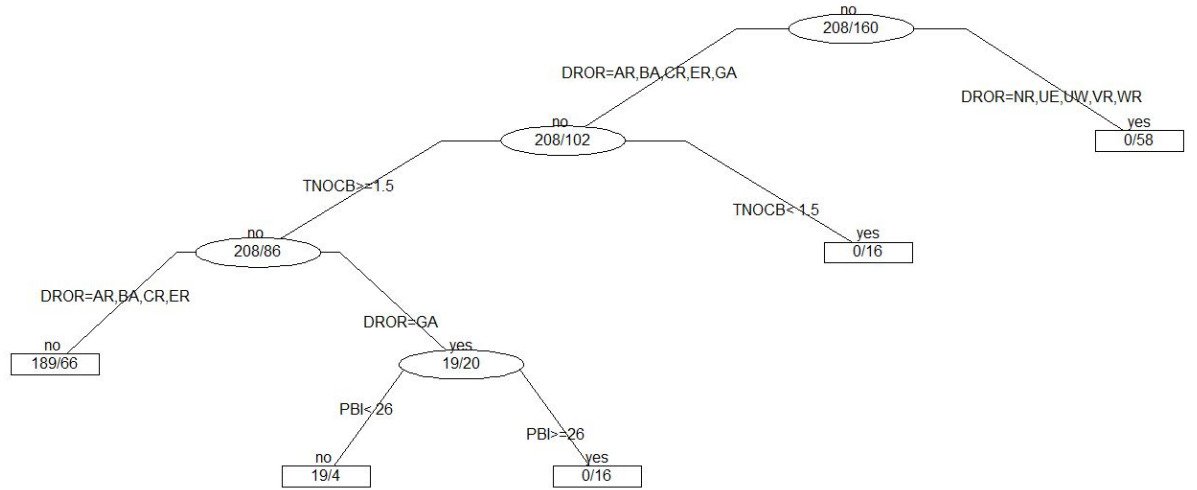 no
208/160
DROR=AR,BA,CR,ER,GA
DROR=NR,UE,UW,VR,WR
no
208/102
yes
0/58
TNOCB>=1.5
TNOCB< 1.5
no
208/86
yes
0/16
DROR=AR,BA,CR,ER
DROR=GA
no
189/66
yes
19/20
PBI< 26
PBI>=26
no
19/4
yes
0/16